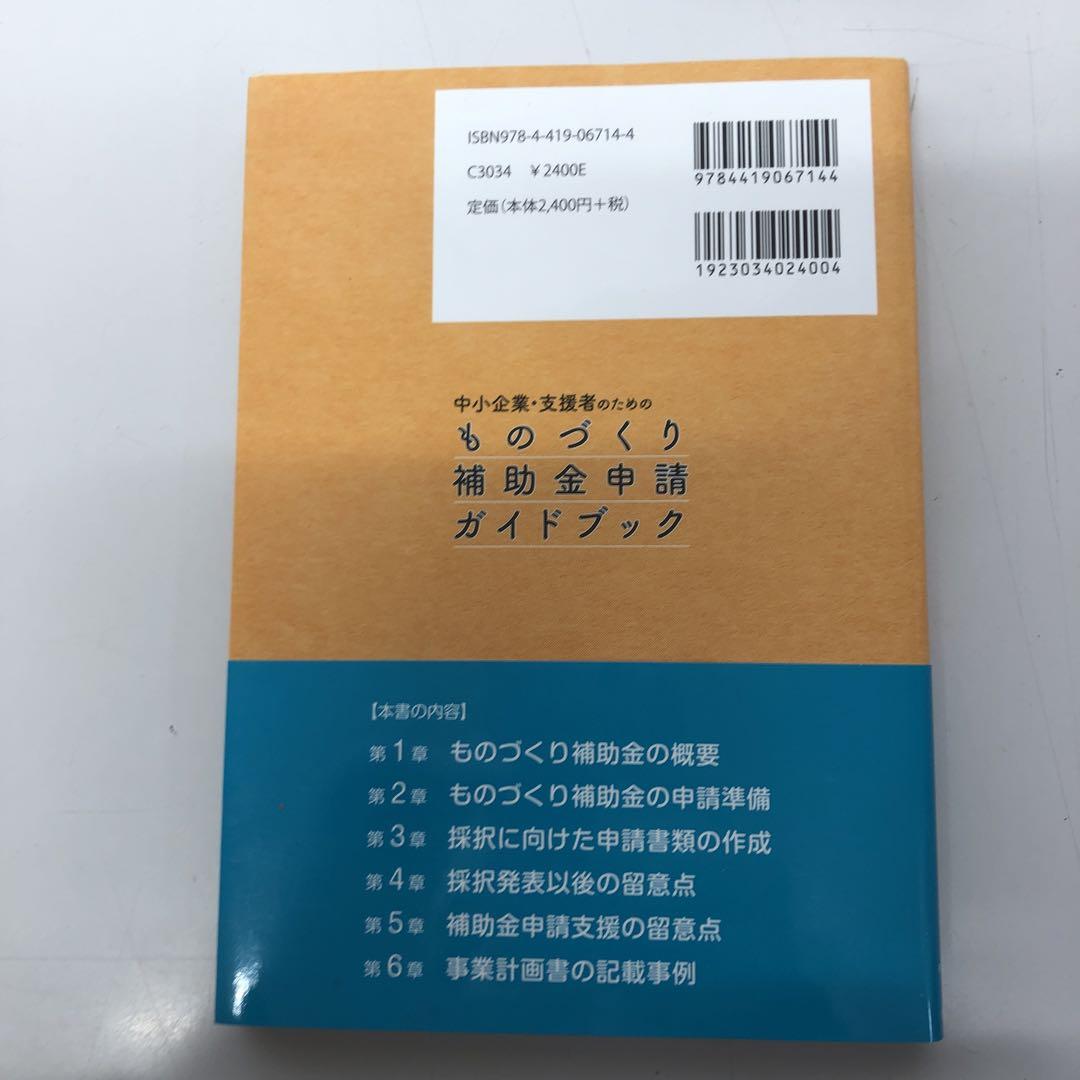 ISBN978-4-419-06714-4
C3034 ¥2400E
定価(本体2,400円+税)
9784419067144
1923034024004
中小企業・支援者のための
ものづくり
補助金申請
ガイドブック
【本書の内容】
第1章 ものづくり補助金の概要
第2章 ものづくり補助金の申請準備
第3章 採択に向けた申請書類の作成
第4章 採択発表以後の留意点
第5章 補助金申請支援の留意点
第6章 事業計画書の記載事例